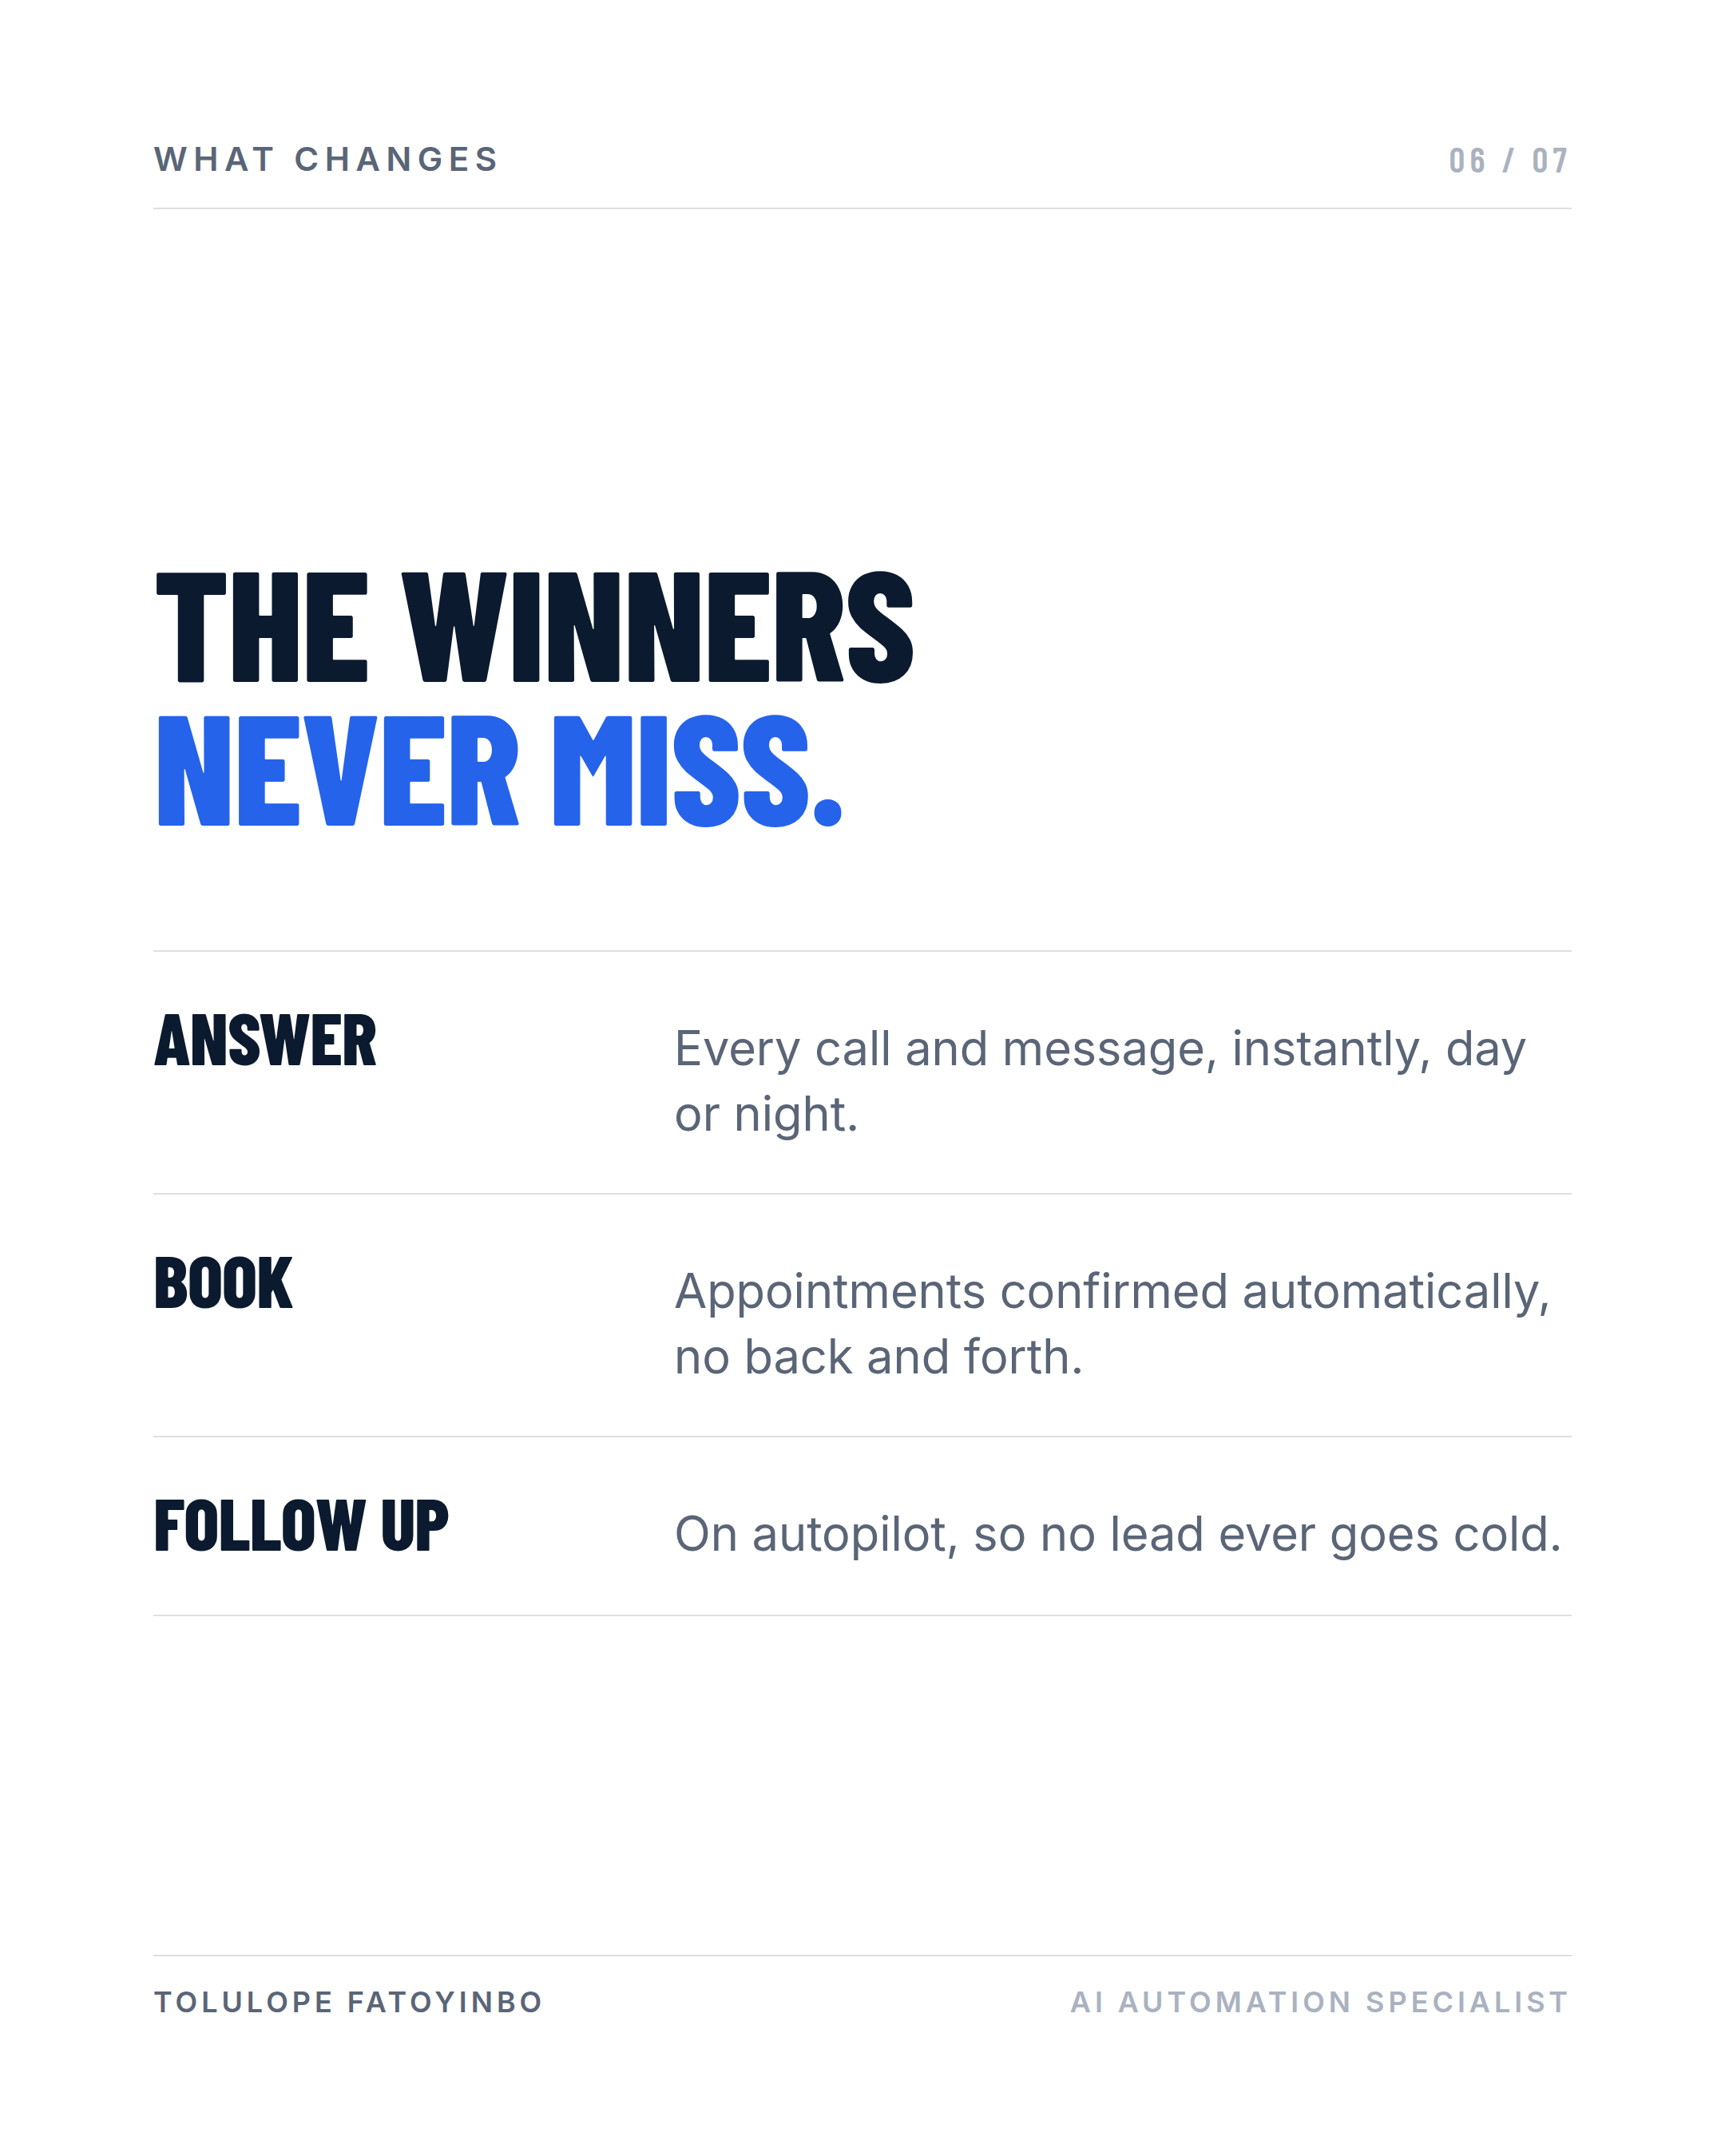 WHAT CHANGES
06 / 07
THE WINNERS
NEVER MISS.
ANSWER
Every call and message, instantly, day
or night.
BOOK
Appointments confirmed automatically,
no back and forth.
FOLLOW UP
On autopilot, so no lead ever goes cold.
TOLULOPE FATOYINBO
AI AUTOMATION SPECIALIST